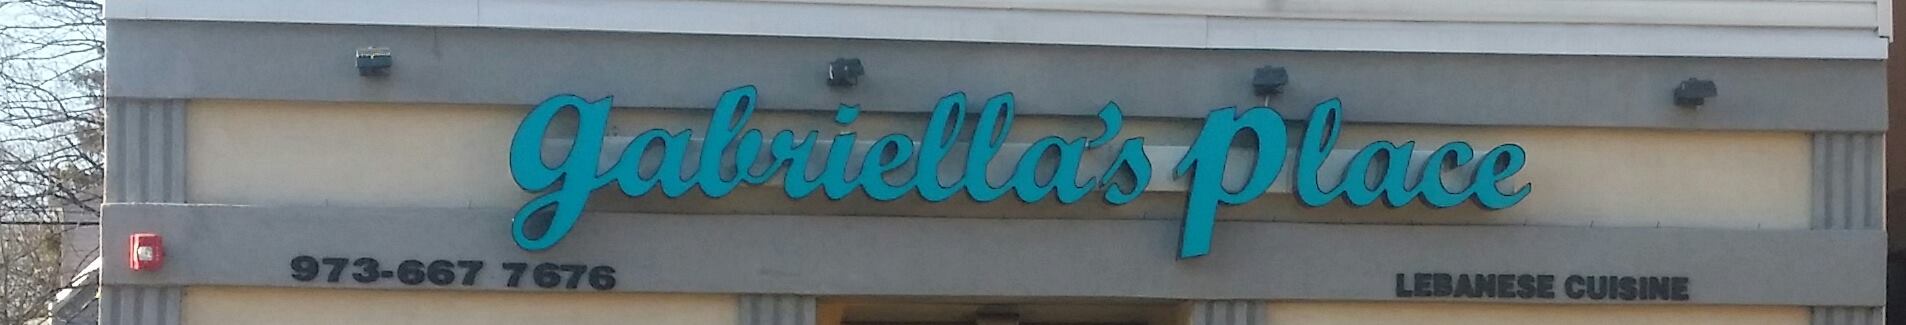 gabriella's place
973-667 7676
LEBANESE CUISINE